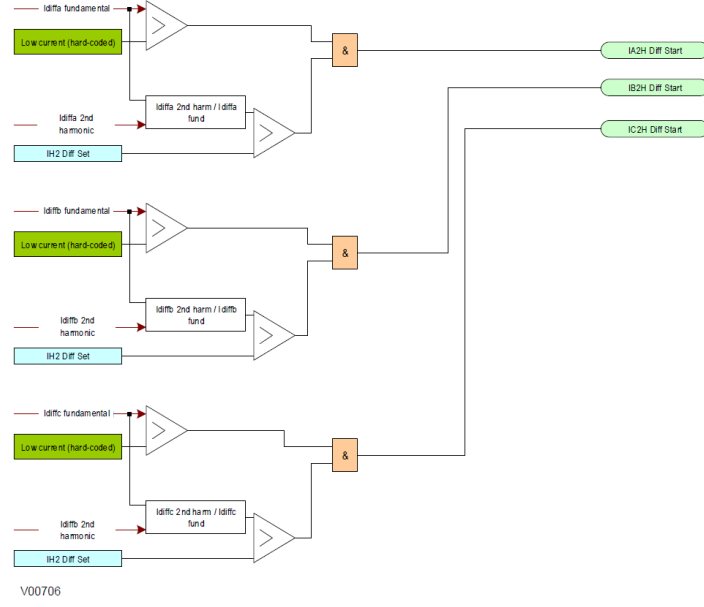 Idiffa fundamental
Low current (hard-coded)
&
IA2H Diff Start
IB2H Diff Start
Idiffa 2nd harm / Idiffa
fund
Idiffa 2nd
harmonic
IC2H Diff Start
IH2 Diff Set
Idiffb fundamental
Low current (hard-coded)
&
Idiffb 2nd harm / Idiffb
fund
Idiffb 2nd
harmonic
IH2 Diff Set
Idiffc fundamental
Low current (hard-coded)
&
Idiffc 2nd harm / Idiffc
fund
Idiffb 2nd
harmonic
IH2 Diff Set
V00706